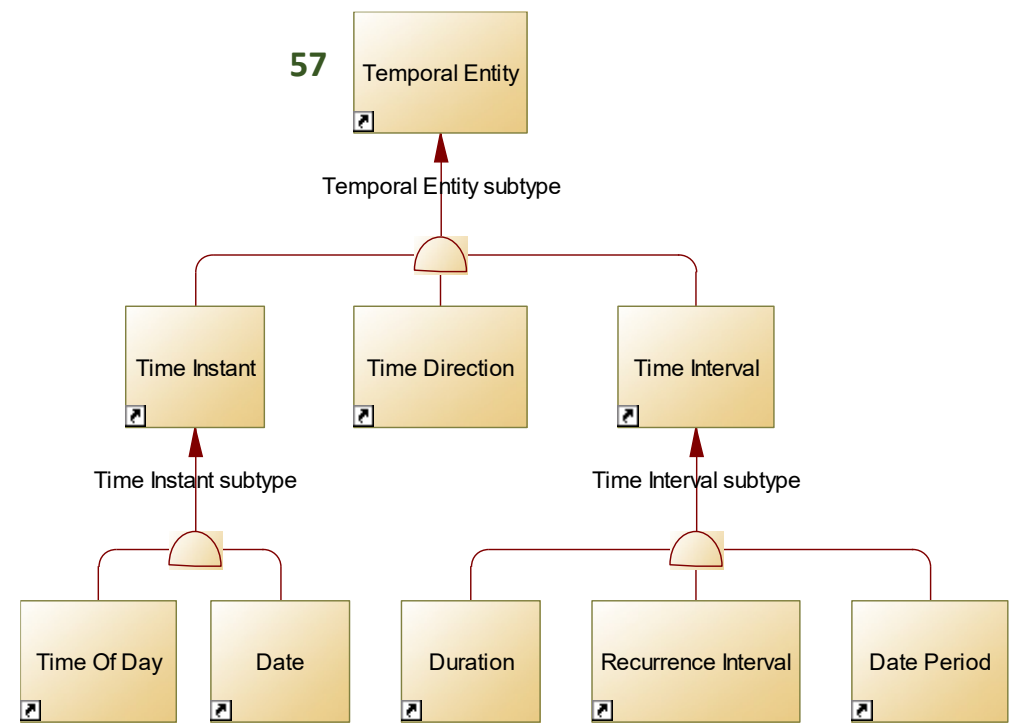 57
Temporal Entity
Temporal Entity subtype
Time Instant
Time Direction
Time Interval
Time Instant subtype
Time Interval subtype
Time Of Day
Date
Duration
Recurrence Interval
Date Period